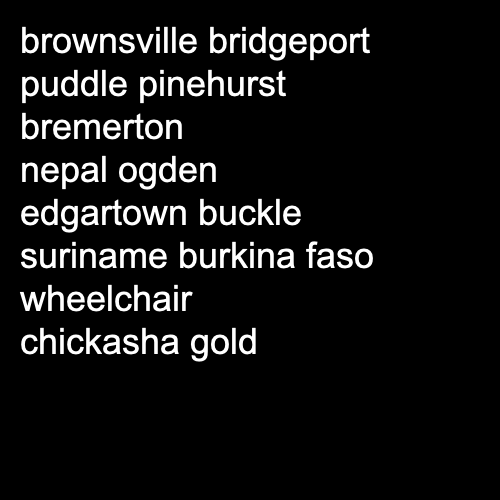 brownsville bridgeport
puddle pinehurst
bremerton
nepal ogden
edgartown buckle
suriname burkina faso
wheelchair
chickasha gold